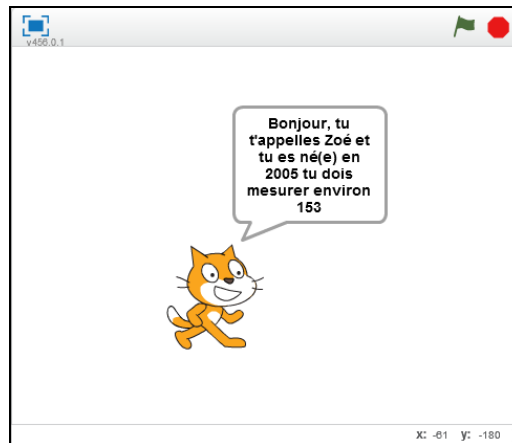 v456.0.1
Bonjour, tu
t'appelles Zoé et
tu es né(e) en
2005 tu dois
mesurer environ
153
x: -61 y: -180